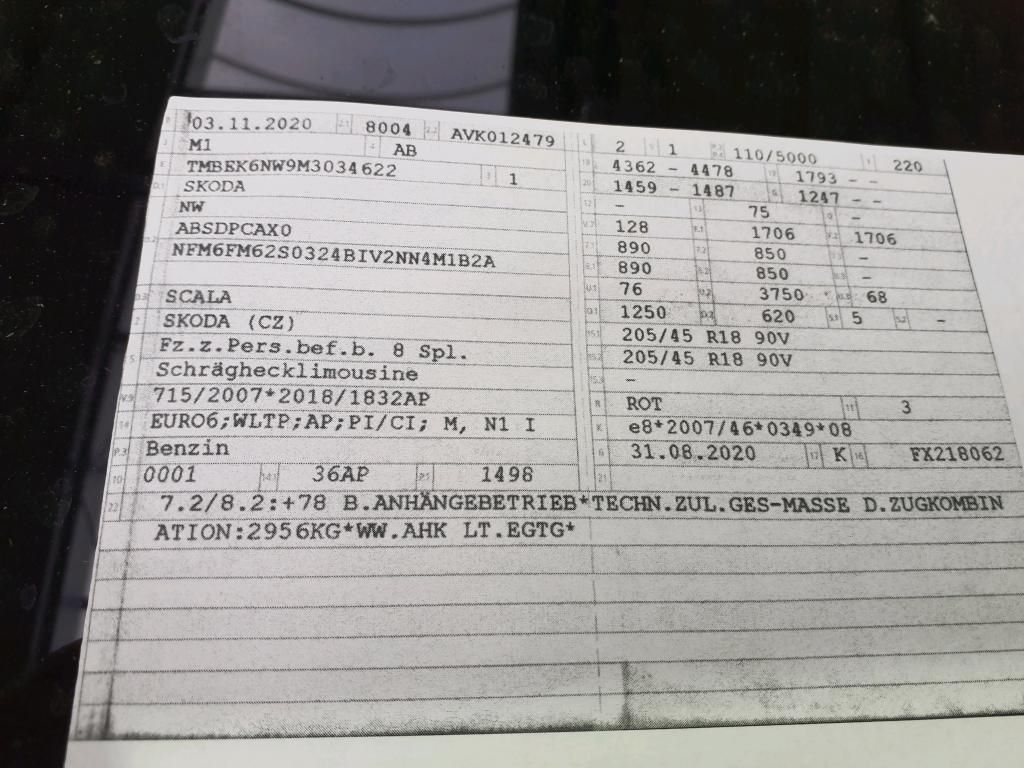 03.11.2020 8004 AVK012479
M1 AB
TMBEK6NW9M3034622 1
SKODA
NW
ABSDPCAX0
NFM6FM62S0324BIV2NN4M1B2A
SCALA
SKODA (CZ)
Fz.z.Pers.bef.b. 8 Spl.
Schräghecklimousine
715/2007*2018/1832AP
EURO6;WLTP;AP;PI/CI; M, N1 I
Benzin
0001 36AP 1498
2 1 110/5000 220
4362 - 4478 1793 - -
1459 - 1487 1247 - -
- 75 -
128 1706 1706
890 850 -
890 850 -
76 3750 68
1250 620 5 -
205/45 R18 90V
205/45 R18 90V
-
ROT 3
e8*2007/46*0349*08
31.08.2020 K FX218062
7.2/8.2:+78 B.ANHÄNGEBETRIEB*TECHN.ZUL.GES-MASSE D.ZUGKOMBIN
ATION:2956KG*WW.AHK LT.EGTG*